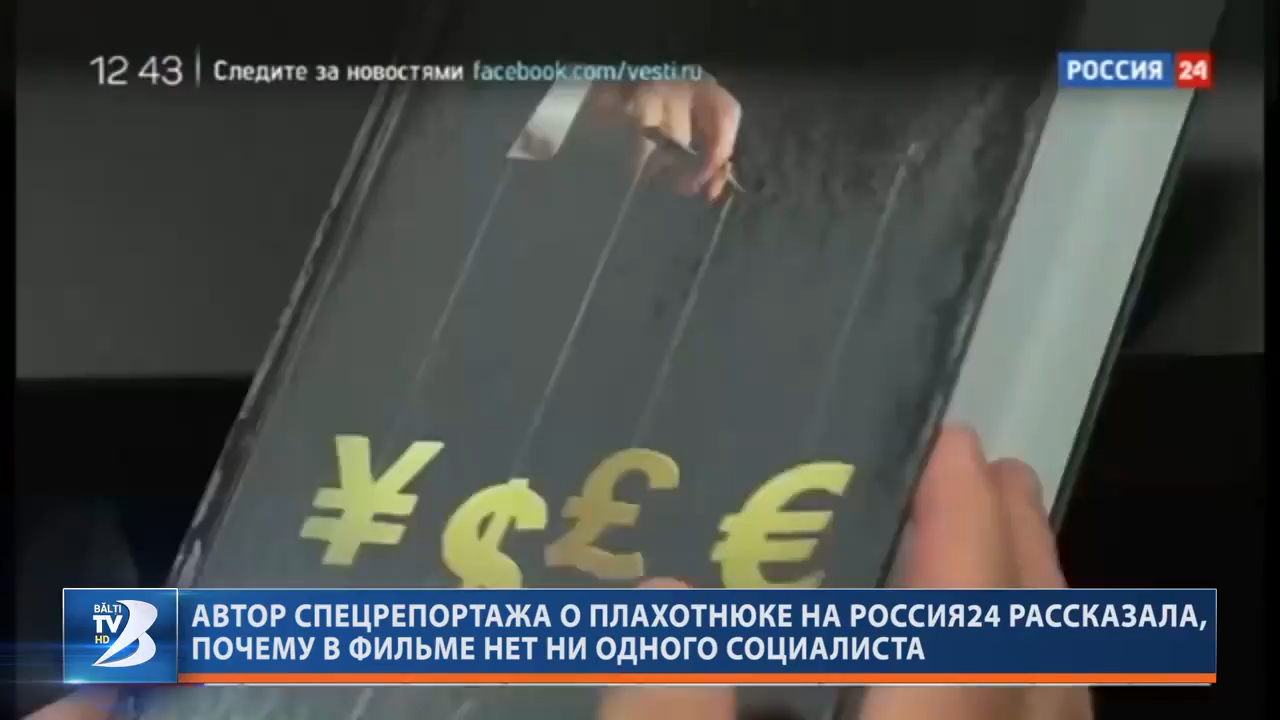 12 43 Следите за новостями facebook.com/vesti.ru
РОССИЯ 24
¥ $ £ €
BĂLȚI
TV
HD
АВТОР СПЕЦРЕПОРТАЖА О ПЛАХОТНЮКЕ НА РОССИЯ24 РАССКАЗАЛА,
ПОЧЕМУ В ФИЛЬМЕ НЕТ НИ ОДНОГО СОЦИАЛИСТА